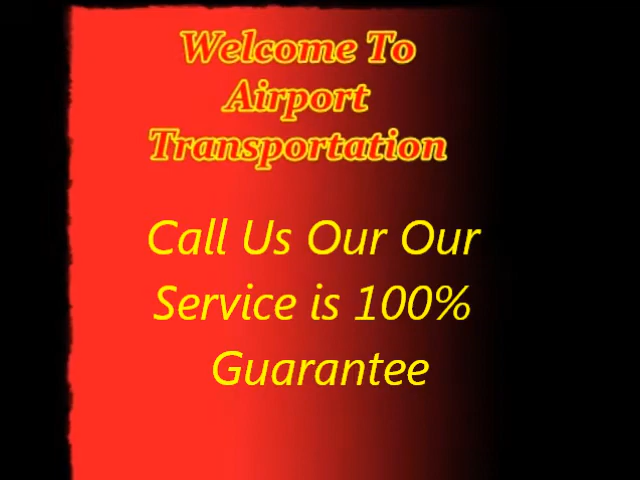 Welcome To
Airport
Transportation
Call Us Our Our
Service is 100%
Guarantee